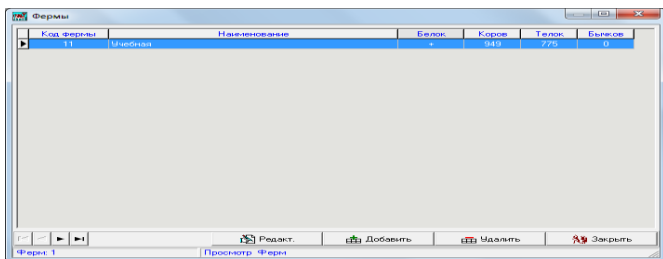 Фермы
Код фермы Наименование Белок Коров Телок Бычков
11 Учебная + 949 775 0
Редакт. Добавить Удалить Закрыть
Ферм: 1 Просмотр Ферм